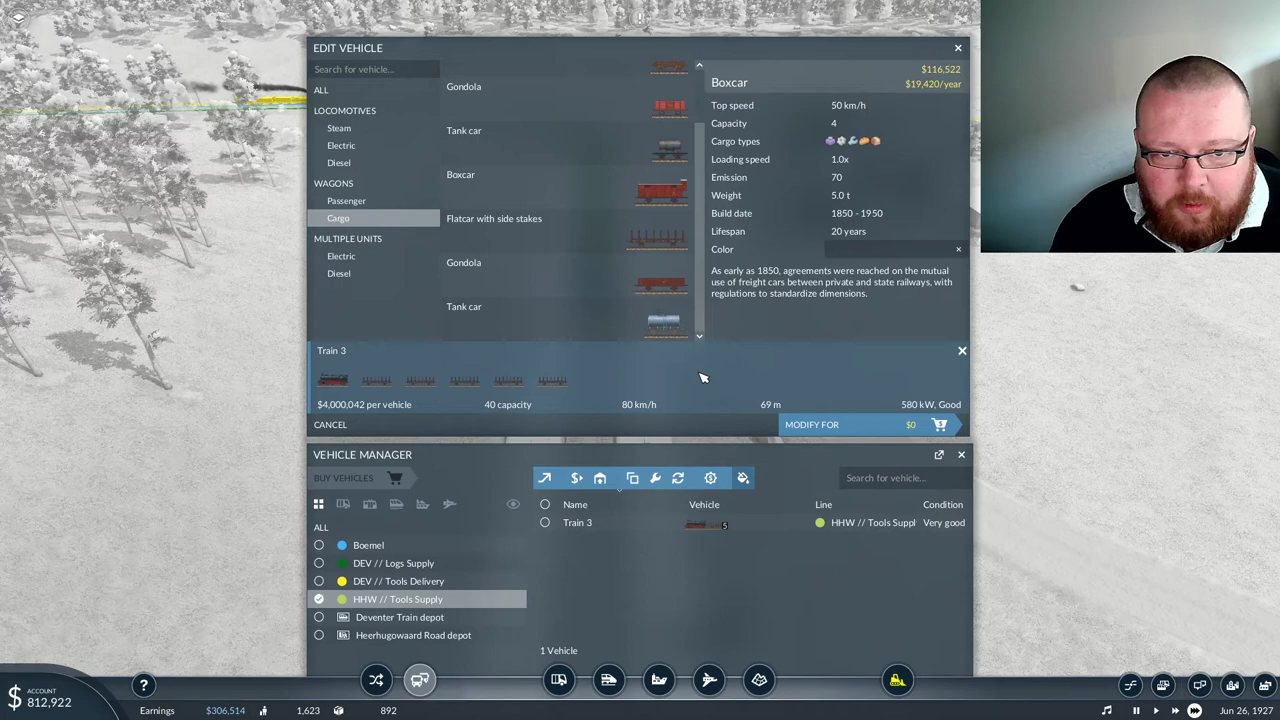 EDIT VEHICLE
Search for vehicle...
ALL
LOCOMOTIVES
Steam
Electric
Diesel
WAGONS
Passenger
Cargo
MULTIPLE UNITS
Electric
Diesel
Gondola
Tank car
Boxcar
Flatcar with side stakes
Gondola
Tank car
$116,522
Boxcar $19,420/year
Top speed 50 km/h
Capacity 4
Cargo types
Loading speed 1.0x
Emission 70
Weight 5.0 t
Build date 1850 - 1950
Lifespan 20 years
Color
As early as 1850, agreements were reached on the mutual
use of freight cars between private and state railways, with
regulations to standardize dimensions.
Train 3
$4,000,042 per vehicle 40 capacity 80 km/h 69 m 580 kW, Good
CANCEL MODIFY FOR $0
VEHICLE MANAGER
BUY VEHICLES Search for vehicle...
ALL
Boemel
DEV // Logs Supply
DEV // Tools Delivery
HHW // Tools Supply
Deventer Train depot
Heerhugowaard Road depot
Name Vehicle Line Condition
Train 3 5 HHW // Tools Suppl Very good
1 Vehicle
$ ACCOUNT
812,922
?
Earnings $306,514 1,623 892 Jun 26, 1927